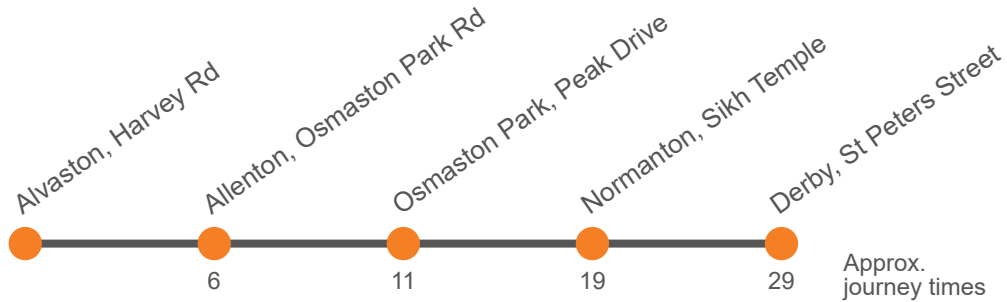 Alvaston, Harvey Rd
Allenton, Osmaston Park Rd
Osmaston Park, Peak Drive
Normanton, Sikh Temple
Derby, St Peters Street
6
11
19
29
Approx.
journey times